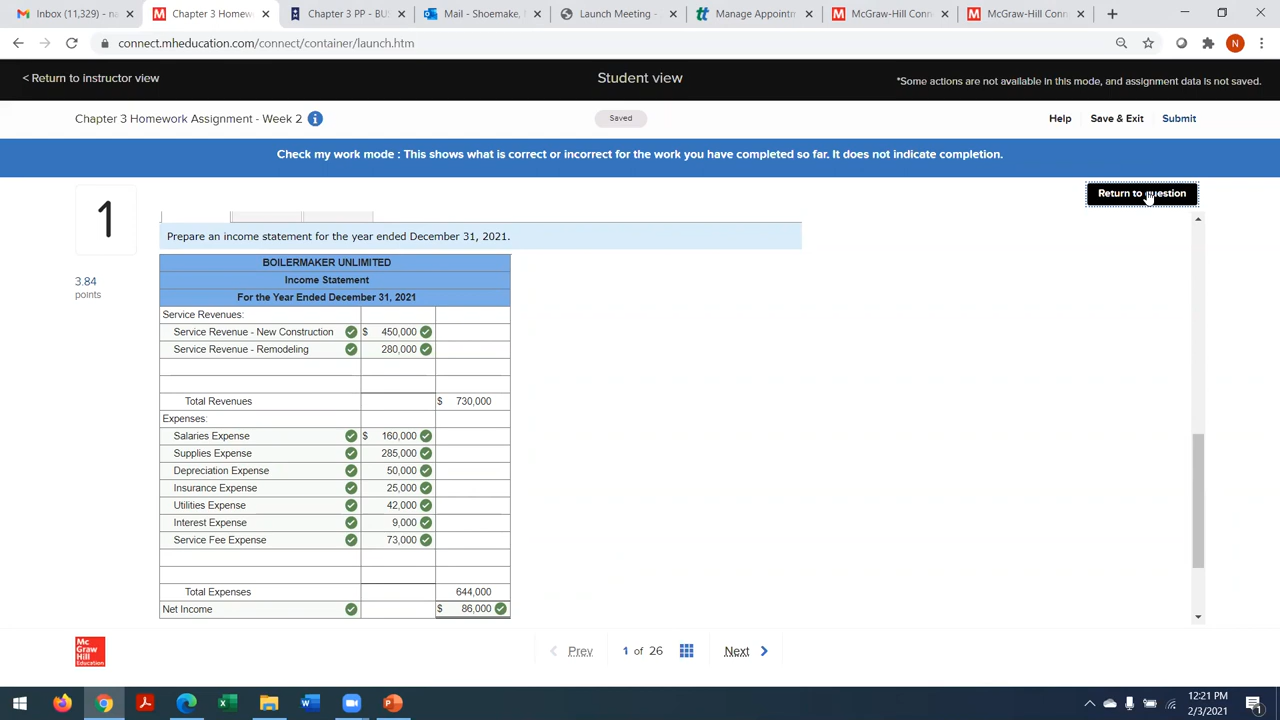 Inbox (11,329) - na
Chapter 3 Homew
Chapter 3 PP - BU
Mail - Shoemake,
Launch Meeting -
Manage Appointm
McGraw-Hill Conn
McGraw-Hill Conn
connect.mheducation.com/connect/container/launch.htm
N
< Return to instructor view
Student view
*Some actions are not available in this mode, and assignment data is not saved.
Chapter 3 Homework Assignment - Week 2 i
Saved
Help Save & Exit Submit
Check my work mode : This shows what is correct or incorrect for the work you have completed so far. It does not indicate completion.
Return to question
1
3.84
points
Prepare an income statement for the year ended December 31, 2021.
BOILERMAKER UNLIMITED
Income Statement
For the Year Ended December 31, 2021
Service Revenues:
Service Revenue - New Construction $ 450,000
Service Revenue - Remodeling 280,000
Total Revenues $ 730,000
Expenses:
Salaries Expense $ 160,000
Supplies Expense 285,000
Depreciation Expense 50,000
Insurance Expense 25,000
Utilities Expense 42,000
Interest Expense 9,000
Service Fee Expense 73,000
Total Expenses 644,000
Net Income $ 86,000
Mc
Graw
Hill
Education
Prev 1 of 26 Next
12:21 PM
2/3/2021
1